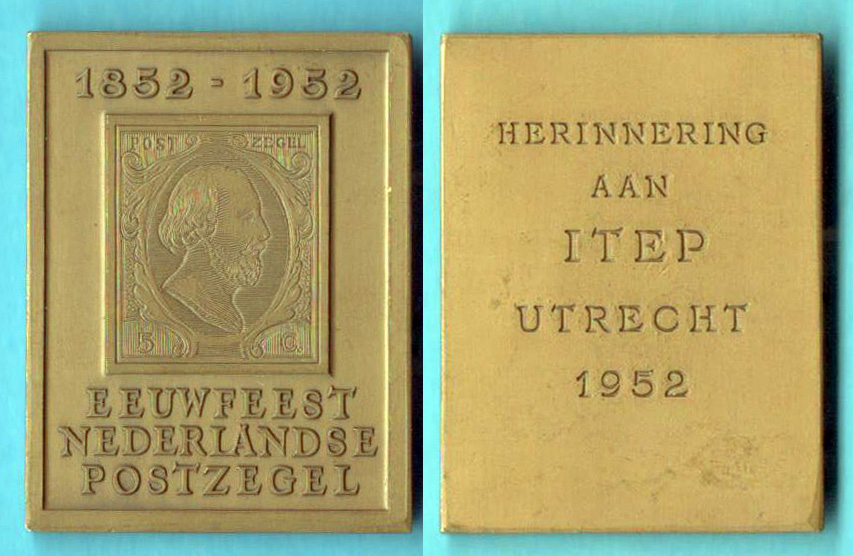 1852 - 1952
POST ZEGEL
5 C.
EEUWFEEST
NEDERLANDSE
POSTZEGEL
HERINNERING
AAN
ITEP
UTRECHT
1952